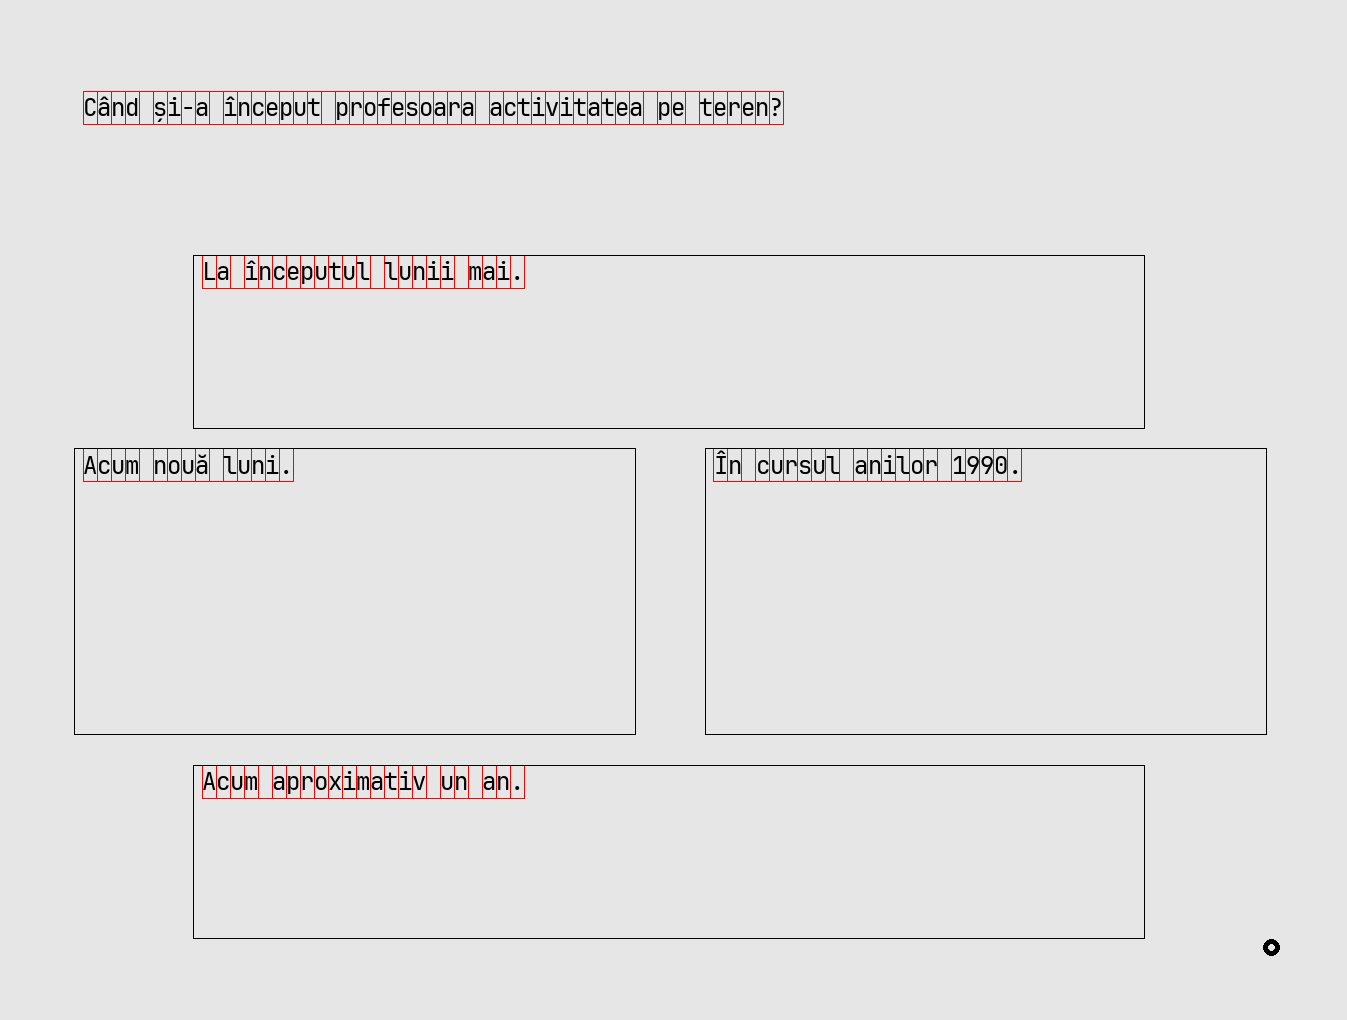 Când și-a început profesoara activitatea pe teren?
La începutul lunii mai.
Acum nouă luni.
În cursul anilor 1990.
Acum aproximativ un an.